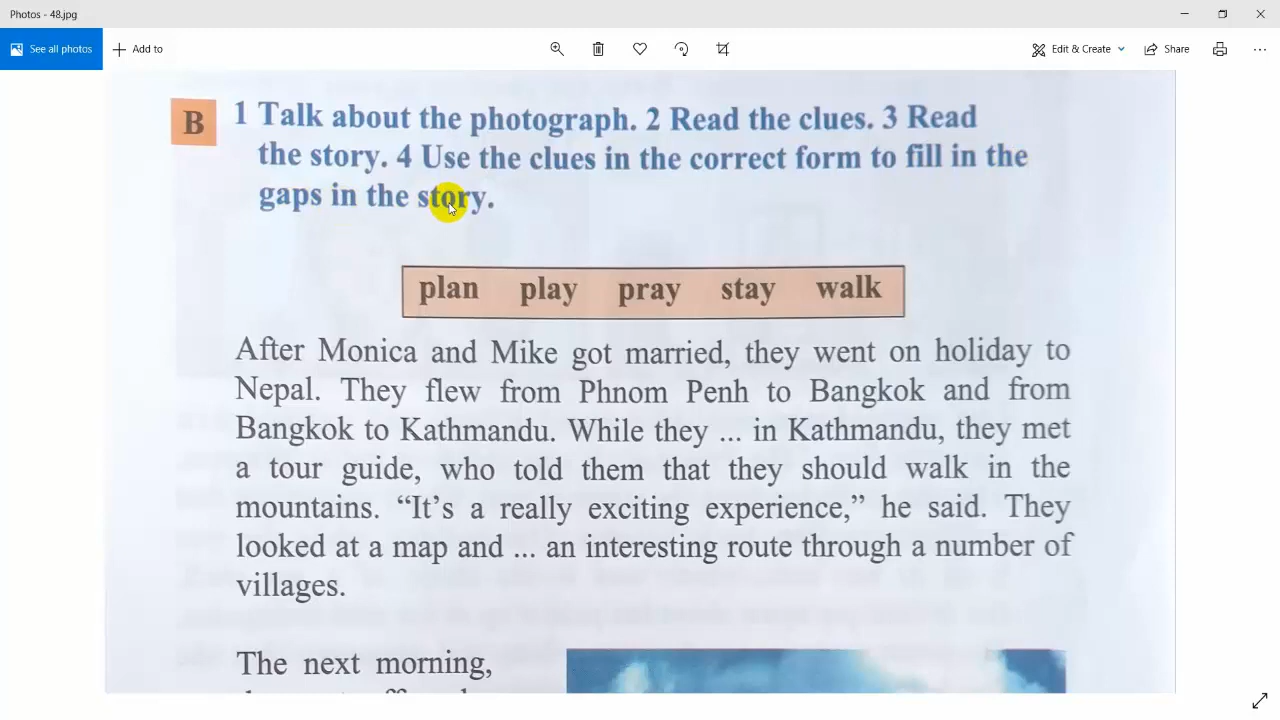 Photos - 48.jpg
See all photos
Add to
Edit & Create
Share
B
1 Talk about the photograph. 2 Read the clues. 3 Read
the story. 4 Use the clues in the correct form to fill in the
gaps in the story.
plan play pray stay walk
After Monica and Mike got married, they went on holiday to
Nepal. They flew from Phnom Penh to Bangkok and from
Bangkok to Kathmandu. While they ... in Kathmandu, they met
a tour guide, who told them that they should walk in the
mountains. “It’s a really exciting experience,” he said. They
looked at a map and ... an interesting route through a number of
villages.
The next morning,